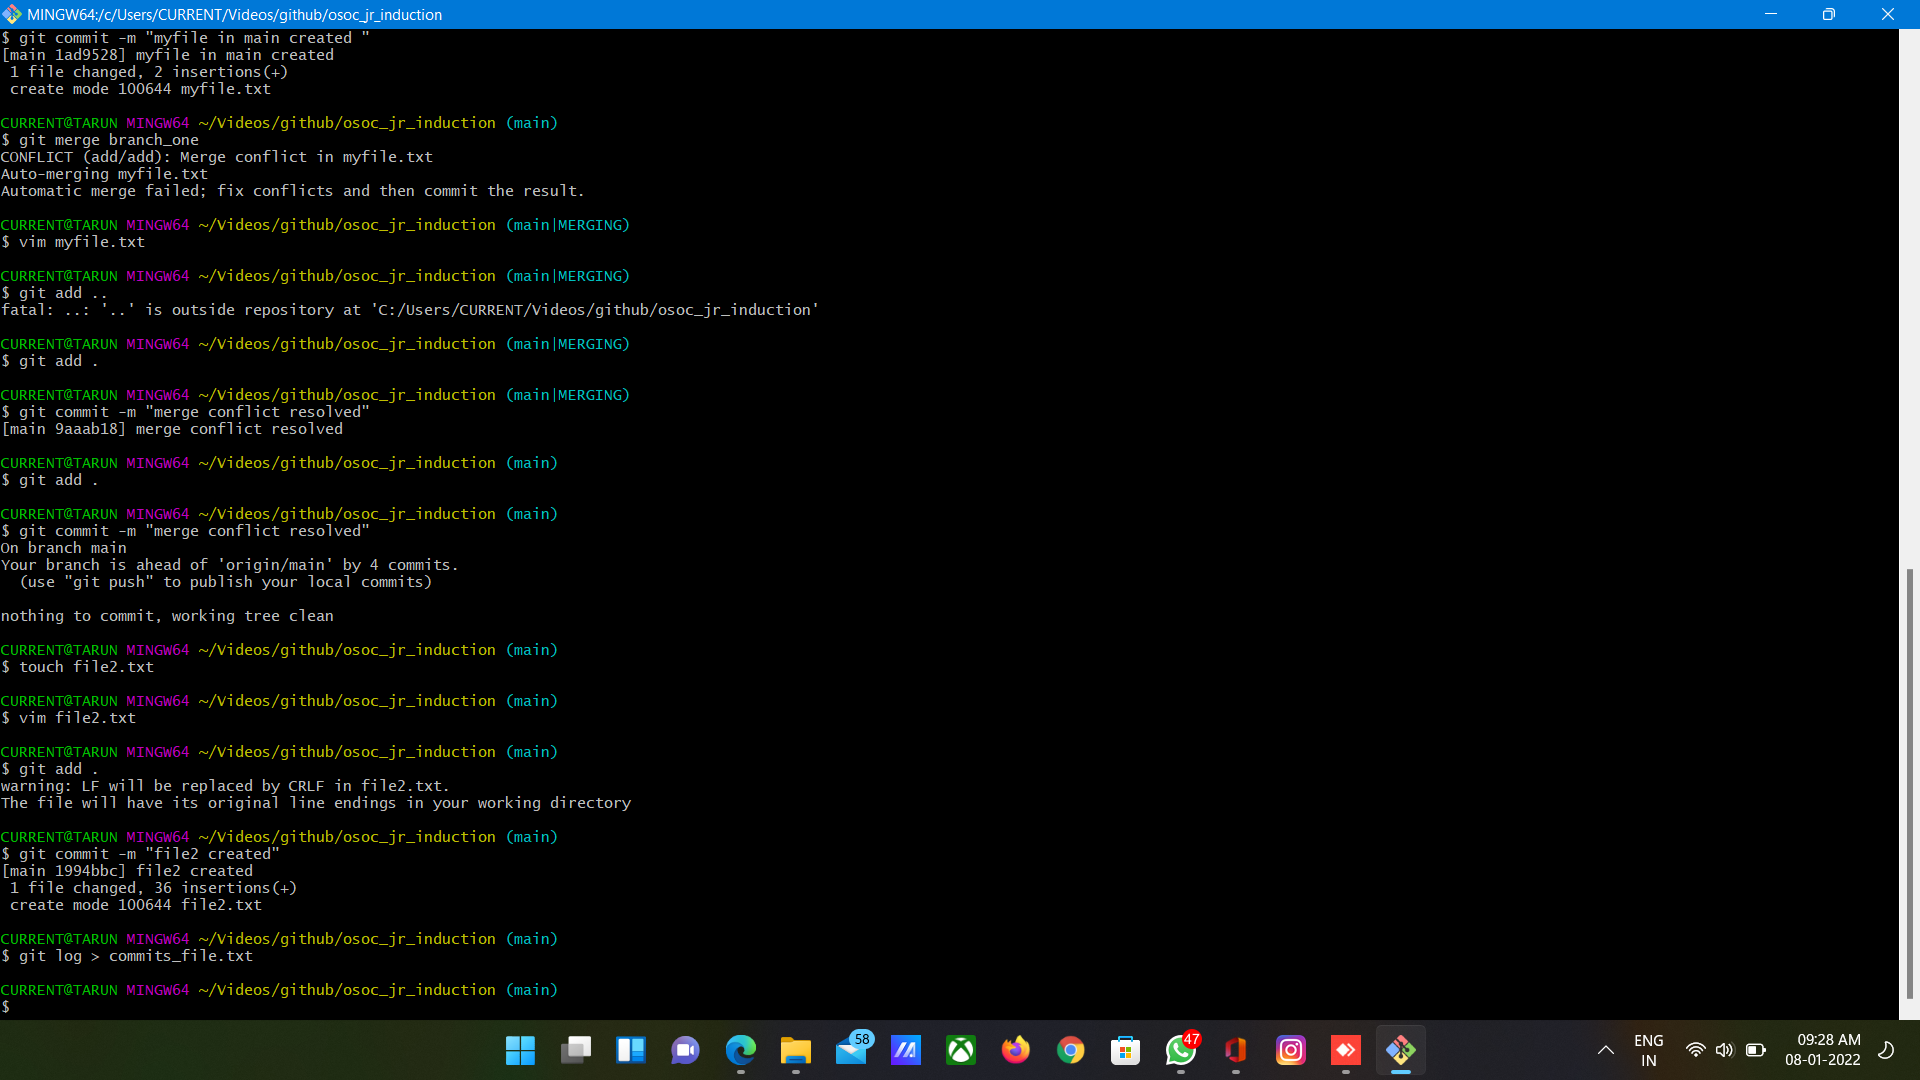 MINGW64:/c/Users/CURRENT/Videos/github/osoc_jr_induction
$ git commit -m "myfile in main created "
[main 1ad9528] myfile in main created
 1 file changed, 2 insertions(+)
 create mode 100644 myfile.txt
CURRENT@TARUN MINGW64 ~/Videos/github/osoc_jr_induction (main)
$ git merge branch_one
CONFLICT (add/add): Merge conflict in myfile.txt
Auto-merging myfile.txt
Automatic merge failed; fix conflicts and then commit the result.
CURRENT@TARUN MINGW64 ~/Videos/github/osoc_jr_induction (main|MERGING)
$ vim myfile.txt
CURRENT@TARUN MINGW64 ~/Videos/github/osoc_jr_induction (main|MERGING)
$ git add ..
fatal: ..: '..' is outside repository at 'C:/Users/CURRENT/Videos/github/osoc_jr_induction'
CURRENT@TARUN MINGW64 ~/Videos/github/osoc_jr_induction (main|MERGING)
$ git add .
CURRENT@TARUN MINGW64 ~/Videos/github/osoc_jr_induction (main|MERGING)
$ git commit -m "merge conflict resolved"
[main 9aaab18] merge conflict resolved
CURRENT@TARUN MINGW64 ~/Videos/github/osoc_jr_induction (main)
$ git add .
CURRENT@TARUN MINGW64 ~/Videos/github/osoc_jr_induction (main)
$ git commit -m "merge conflict resolved"
On branch main
Your branch is ahead of 'origin/main' by 4 commits.
  (use "git push" to publish your local commits)
nothing to commit, working tree clean
CURRENT@TARUN MINGW64 ~/Videos/github/osoc_jr_induction (main)
$ touch file2.txt
CURRENT@TARUN MINGW64 ~/Videos/github/osoc_jr_induction (main)
$ vim file2.txt
CURRENT@TARUN MINGW64 ~/Videos/github/osoc_jr_induction (main)
$ git add .
warning: LF will be replaced by CRLF in file2.txt.
The file will have its original line endings in your working directory
CURRENT@TARUN MINGW64 ~/Videos/github/osoc_jr_induction (main)
$ git commit -m "file2 created"
[main 1994bbc] file2 created
 1 file changed, 36 insertions(+)
 create mode 100644 file2.txt
CURRENT@TARUN MINGW64 ~/Videos/github/osoc_jr_induction (main)
$ git log > commits_file.txt
CURRENT@TARUN MINGW64 ~/Videos/github/osoc_jr_induction (main)
$
58
47
ENG
IN
09:28 AM
08-01-2022